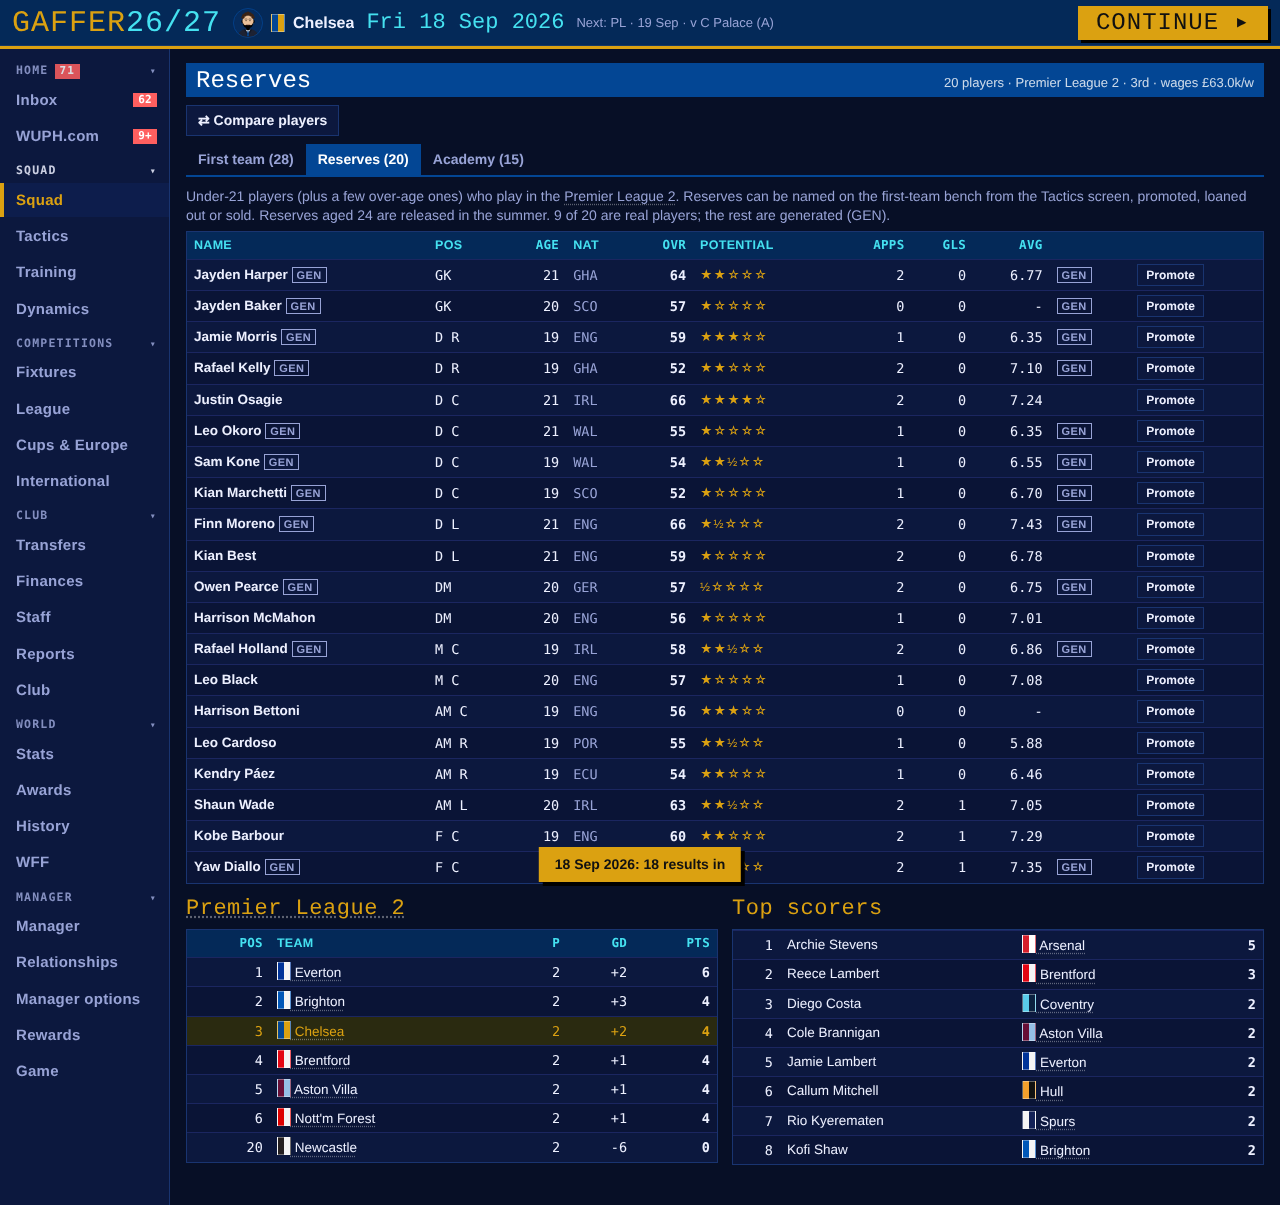 GAFFER26/27 Chelsea Fri 18 Sep 2026 Next: PL · 19 Sep · v C Palace (A) CONTINUE ►
HOME 71 ▾
Inbox 62
WUPH.com 9+
SQUAD ▾
Squad
Tactics
Training
Dynamics
COMPETITIONS ▾
Fixtures
League
Cups & Europe
International
CLUB ▾
Transfers
Finances
Staff
Reports
Club
WORLD ▾
Stats
Awards
History
WFF
MANAGER ▾
Manager
Relationships
Manager options
Rewards
Game
Reserves 20 players · Premier League 2 · 3rd · wages £63.0k/w
⇄ Compare players
First team (28) Reserves (20) Academy (15)
Under-21 players (plus a few over-age ones) who play in the Premier League 2. Reserves can be named on the first-team bench from the Tactics screen, promoted, loaned
out or sold. Reserves aged 24 are released in the summer. 9 of 20 are real players; the rest are generated (GEN).
NAME POS AGE NAT OVR POTENTIAL APPS GLS AVG
Jayden Harper GEN GK 21 GHA 64 ★★☆☆☆ 2 0 6.77 GEN Promote
Jayden Baker GEN GK 20 SCO 57 ★☆☆☆☆ 0 0 - GEN Promote
Jamie Morris GEN D R 19 ENG 59 ★★★☆☆ 1 0 6.35 GEN Promote
Rafael Kelly GEN D R 19 GHA 52 ★★☆☆☆ 2 0 7.10 GEN Promote
Justin Osagie D C 21 IRL 66 ★★★★☆ 2 0 7.24 Promote
Leo Okoro GEN D C 21 WAL 55 ★☆☆☆☆ 1 0 6.35 GEN Promote
Sam Kone GEN D C 19 WAL 54 ★★½☆☆ 1 0 6.55 GEN Promote
Kian Marchetti GEN D C 19 SCO 52 ★☆☆☆☆ 1 0 6.70 GEN Promote
Finn Moreno GEN D L 21 ENG 66 ★½☆☆☆ 2 0 7.43 GEN Promote
Kian Best D L 21 ENG 59 ★☆☆☆☆ 2 0 6.78 Promote
Owen Pearce GEN DM 20 GER 57 ½☆☆☆☆ 2 0 6.75 GEN Promote
Harrison McMahon DM 20 ENG 56 ★☆☆☆☆ 1 0 7.01 Promote
Rafael Holland GEN M C 19 IRL 58 ★★½☆☆ 2 0 6.86 GEN Promote
Leo Black M C 20 ENG 57 ★☆☆☆☆ 1 0 7.08 Promote
Harrison Bettoni AM C 19 ENG 56 ★★★☆☆ 0 0 - Promote
Leo Cardoso AM R 19 POR 55 ★★½☆☆ 1 0 5.88 Promote
Kendry Páez AM R 19 ECU 54 ★★☆☆☆ 1 0 6.46 Promote
Shaun Wade AM L 20 IRL 63 ★★½☆☆ 2 1 7.05 Promote
Kobe Barbour F C 19 ENG 60 ★★☆☆☆ 2 1 7.29 Promote
Yaw Diallo GEN F C ☆☆ 2 1 7.35 GEN Promote
18 Sep 2026: 18 results in
Premier League 2
POS TEAM P GD PTS
1 Everton 2 +2 6
2 Brighton 2 +3 4
3 Chelsea 2 +2 4
4 Brentford 2 +1 4
5 Aston Villa 2 +1 4
6 Nott'm Forest 2 +1 4
20 Newcastle 2 -6 0
Top scorers
1 Archie Stevens Arsenal 5
2 Reece Lambert Brentford 3
3 Diego Costa Coventry 2
4 Cole Brannigan Aston Villa 2
5 Jamie Lambert Everton 2
6 Callum Mitchell Hull 2
7 Rio Kyerematen Spurs 2
8 Kofi Shaw Brighton 2